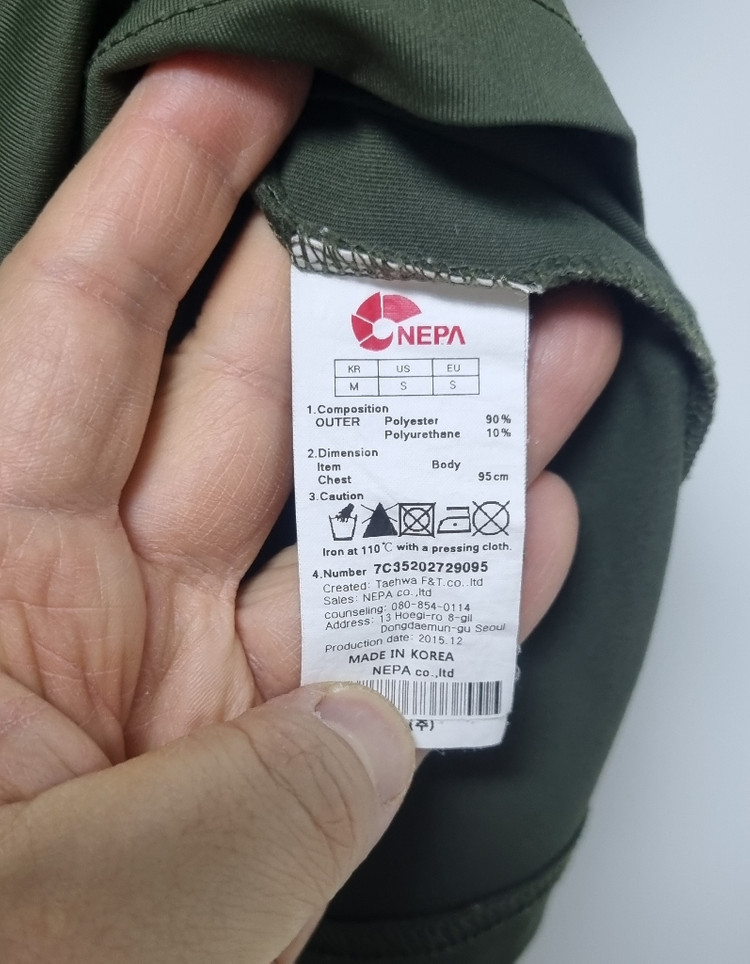 NEPA
KR US EU
M S S
1.Composition
OUTER Polyester 90%
Polyurethane 10%
2.Dimension
Item Body
Chest 95cm
3.Caution
Iron at 110℃ with a pressing cloth.
4.Number 7C35202729095
Created: Taehwa F&T.co.,ltd
Sales: NEPA co.,ltd
counseling: 080-854-0114
Address: 13 Hoegi-ro 8-gil
Dongdaemun-gu Seoul
Production date: 2015.12
MADE IN KOREA
NEPA co.,ltd
(주)